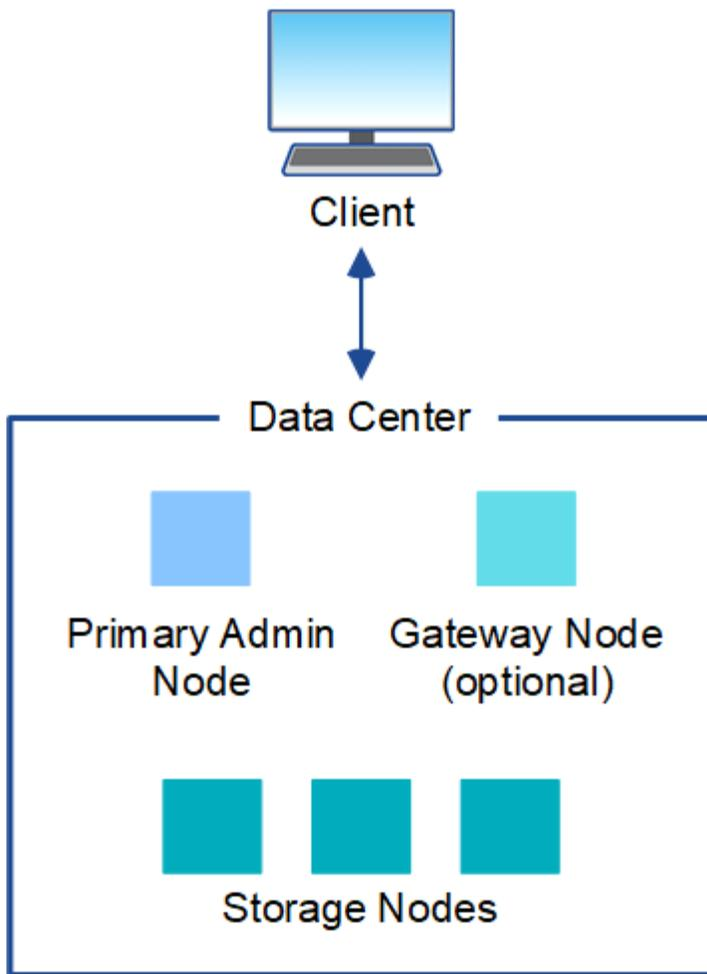 Client
Data Center
Primary Admin
Node
Gateway Node
(optional)
Storage Nodes